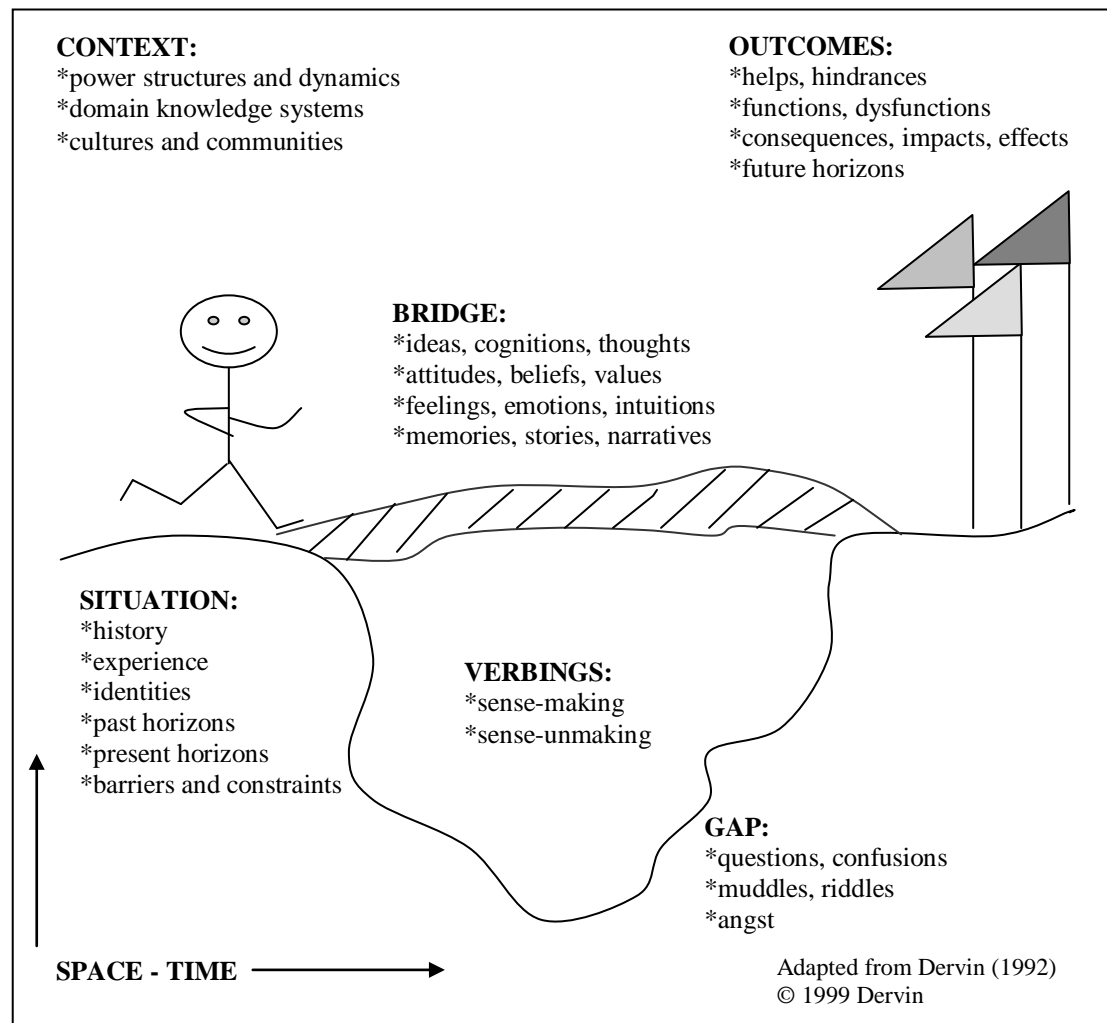 CONTEXT:
*power structures and dynamics
*domain knowledge systems
*cultures and communities
OUTCOMES:
*helps, hindrances
*functions, dysfunctions
*consequences, impacts, effects
*future horizons
BRIDGE:
*ideas, cognitions, thoughts
*attitudes, beliefs, values
*feelings, emotions, intuitions
*memories, stories, narratives
SITUATION:
*history
*experience
*identities
*past horizons
*present horizons
*barriers and constraints
VERBINGS:
*sense-making
*sense-unmaking
GAP:
*questions, confusions
*muddles, riddles
*angst
SPACE - TIME
Adapted from Dervin (1992)
© 1999 Dervin